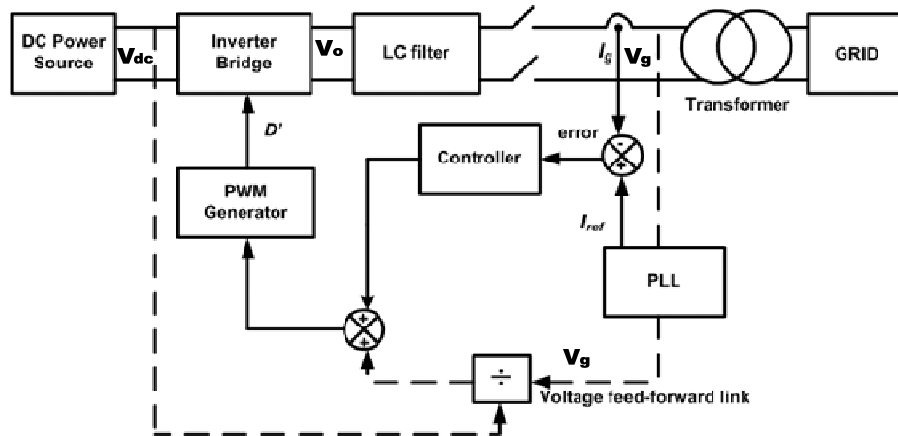 DC Power
Source
Vdc
Inverter
Bridge
Vo
LC filter
Ig
Vg
Transformer
GRID
D'
error
-
+
Controller
PWM
Generator
Iref
PLL
+
+
÷
Vg
Voltage feed-forward link